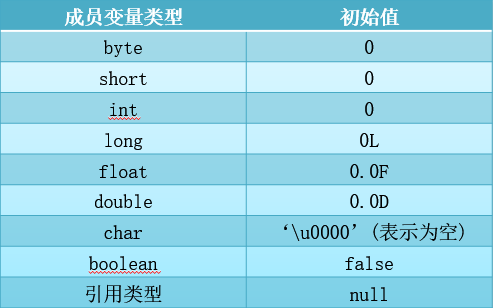 成员变量类型 初始值
byte 0
short 0
int 0
long 0L
float 0.0F
double 0.0D
char ‘\u0000’(表示为空)
boolean false
引用类型 null